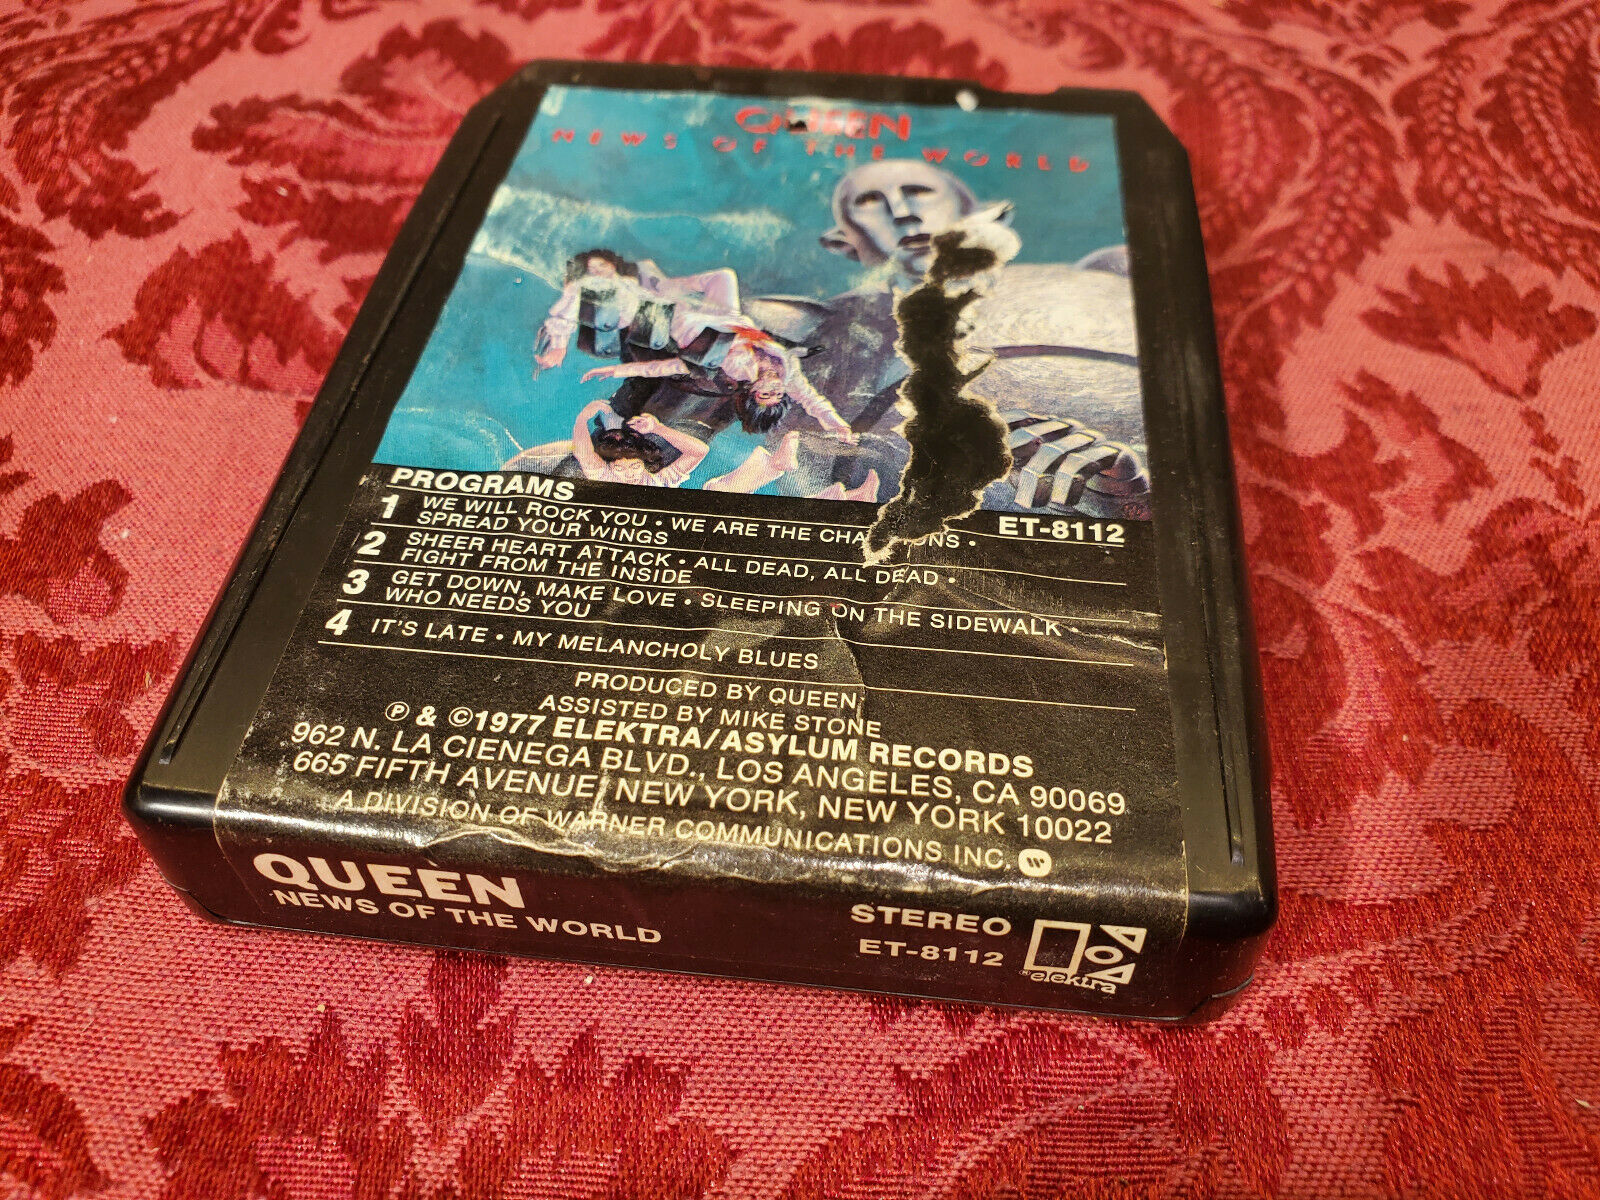 QUEEN
NEWS OF THE WORLD
PROGRAMS
ET-8112
1 WE WILL ROCK YOU • WE ARE THE CHA NS •
SPREAD YOUR WINGS
2 SHEER HEART ATTACK • ALL DEAD, ALL DEAD •
FIGHT FROM THE INSIDE
3 GET DOWN, MAKE LOVE • SLEEPING ON THE SIDEWALK •
WHO NEEDS YOU
4 IT'S LATE • MY MELANCHOLY BLUES
PRODUCED BY QUEEN
ASSISTED BY MIKE STONE
℗ & ©1977 ELEKTRA/ASYLUM RECORDS
962 N. LA CIENEGA BLVD., LOS ANGELES, CA 90069
665 FIFTH AVENUE, NEW YORK, NEW YORK 10022
A DIVISION OF WARNER COMMUNICATIONS INC.
QUEEN
NEWS OF THE WORLD
STEREO
ET-8112
elektra